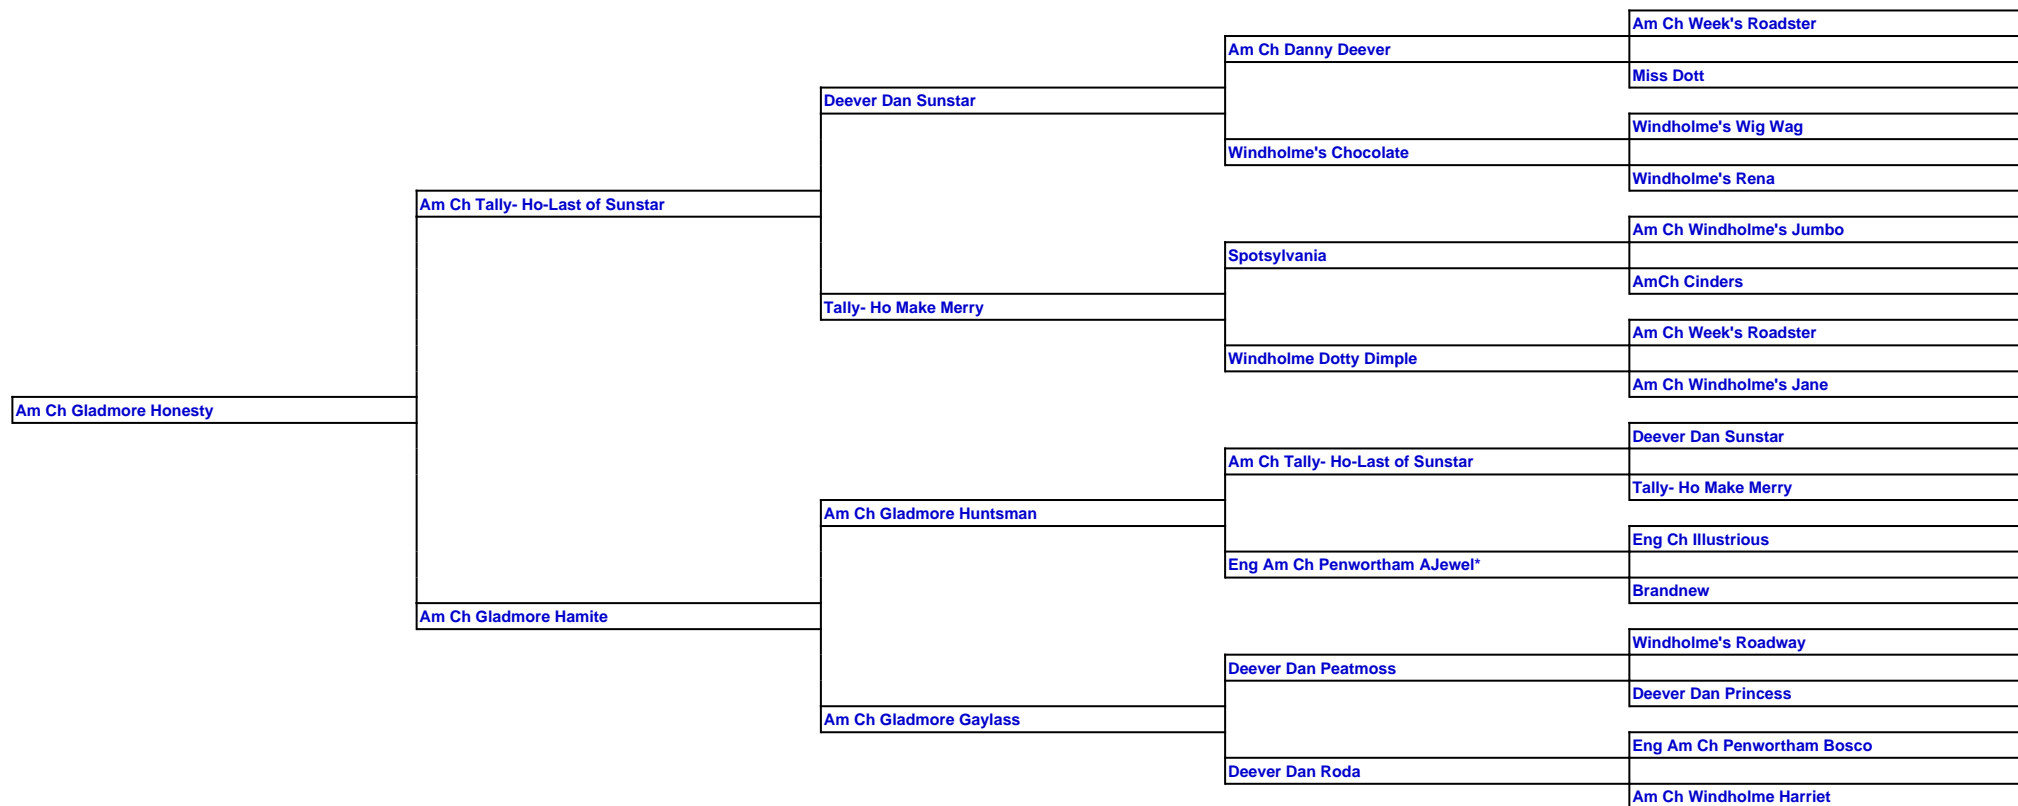 Am Ch Week's Roadster
Am Ch Danny Deever
Miss Dott
Deever Dan Sunstar
Windholme's Wig Wag
Windholme's Chocolate
Windholme's Rena
Am Ch Tally- Ho-Last of Sunstar
Am Ch Windholme's Jumbo
Spotsylvania
AmCh Cinders
Tally- Ho Make Merry
Am Ch Week's Roadster
Windholme Dotty Dimple
Am Ch Windholme's Jane
Am Ch Gladmore Honesty
Deever Dan Sunstar
Am Ch Tally- Ho-Last of Sunstar
Tally- Ho Make Merry
Am Ch Gladmore Huntsman
Eng Ch Illustrious
Eng Am Ch Penwortham AJewel*
Brandnew
Am Ch Gladmore Hamite
Windholme's Roadway
Deever Dan Peatmoss
Deever Dan Princess
Am Ch Gladmore Gaylass
Eng Am Ch Penwortham Bosco
Deever Dan Roda
Am Ch Windholme Harriet